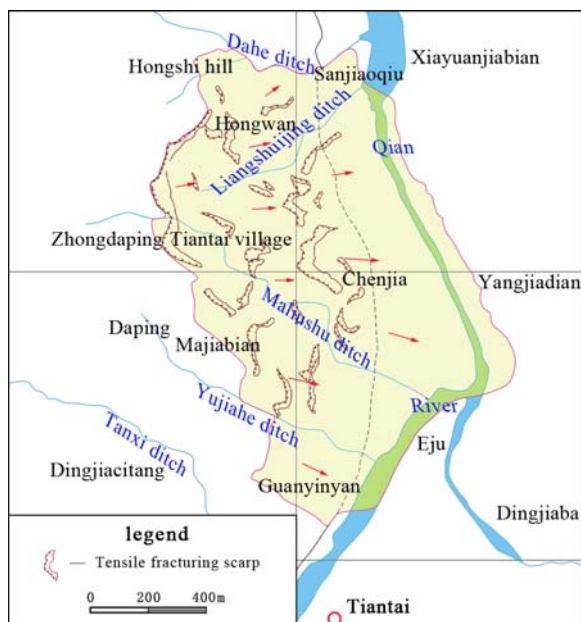 Dahe ditch
Xiayuanjiabian
Hongshi hill
Sanjiaoqiu
Hongwan
Liangshuijing ditch
Qian
Zhongdaping
Tiantai village
Chenjia
Yangjiadian
Mahushu ditch
Daping
Majiabian
River
Yujiahe ditch
Tanxi ditch
Eju
Dingjiacitang
Guanyinyan
Dingjiaba
legend
Tensile fracturing scarp
0 200 400m
Tiantai